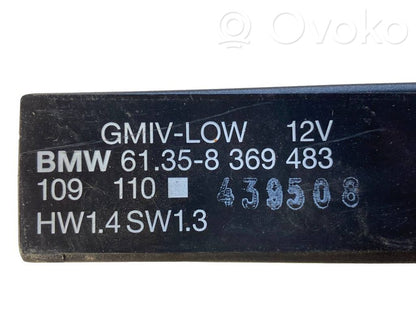 Ovoko
GMIV-LOW 12V
BMW 61.35-8 369 483
109 110 ■ 439508
HW1.4 SW1.3